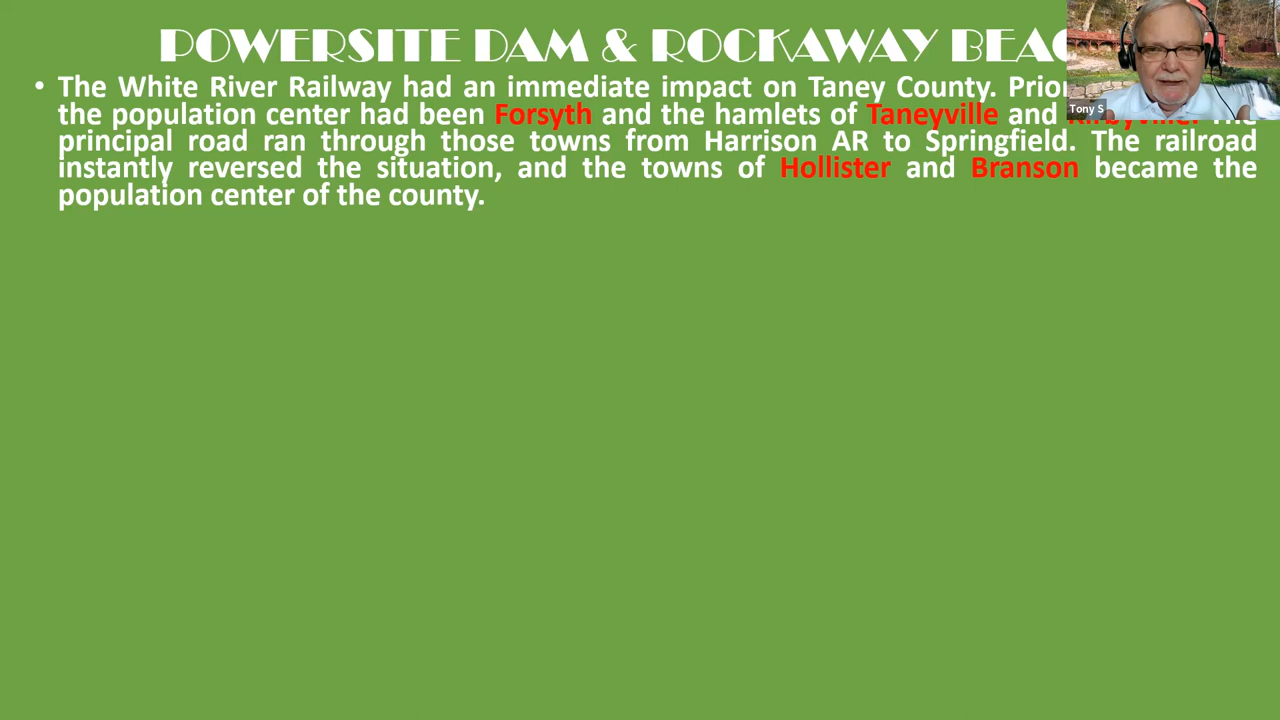 POWERSITE DAM & ROCKAWAY
• The White River Railway had an immediate impact on Taney County.
the population center had been Forsyth and the hamlets of Taneyville and
principal road ran through those towns from Harrison AR to Springfield. The railroad
instantly reversed the situation, and the towns of Hollister and Branson became the
population center of the county.
Tony S